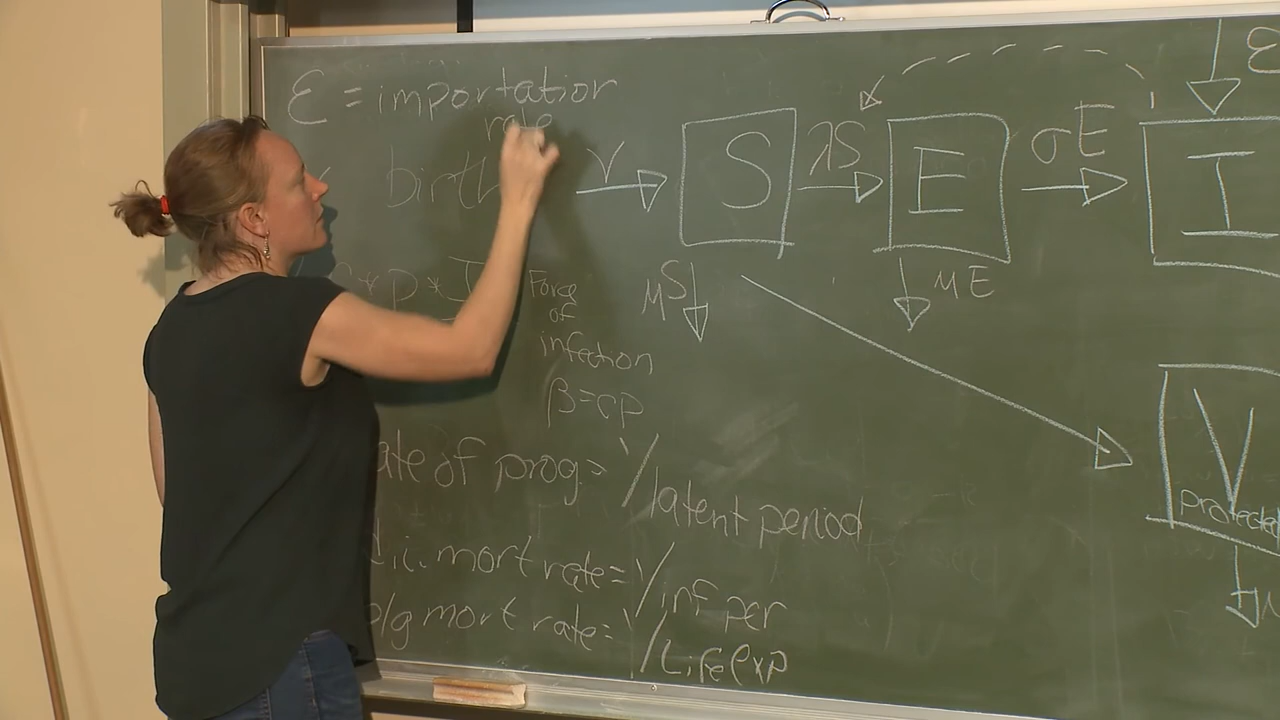 Ɛ = importation
rate
birth
ν
S
λS
E
σE
Ɛ
I
* p * I
Force
of
infection
β=cp
μS
μE
V
protected
ate of prog. = 1/latent period
d.i. mort rate = 1/inf per
b/g mort rate = 1/Life exp